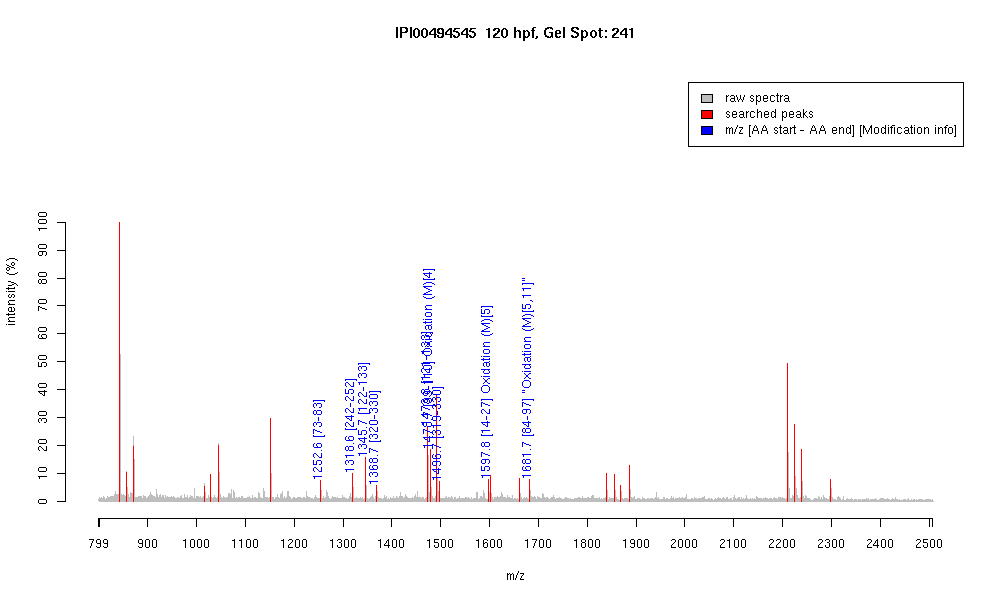 IPI00494545 120 hpf, Gel Spot: 241
raw spectra
searched peaks
m/z [AA start - AA end] [Modification info]
intensity (%)
100
90
80
70
60
50
40
30
20
10
0
1252.6 [73-83]
1318.6 [242-252]
1345.7 [122-133]
1368.7 [320-330]
Oxidation (M)[4]
1496.7 [319-330]
1597.8 [14-27] Oxidation (M)[5]
1681.7 [84-97] "Oxidation (M)[5,11]"
799 900 1000 1100 1200 1300 1400 1500 1600 1700 1800 1900 2000 2100 2200 2300 2400 2500
m/z